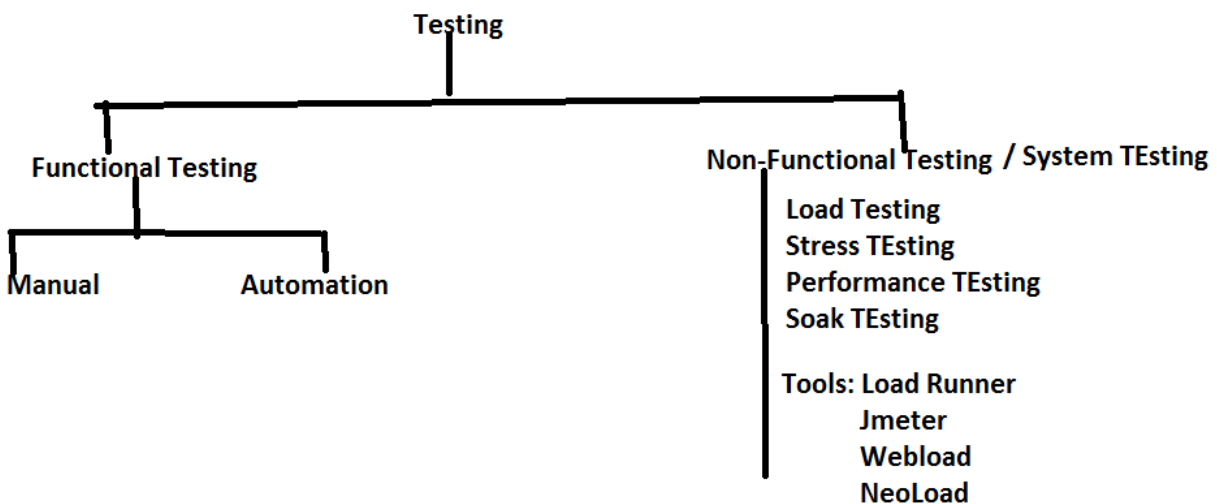 Testing
Functional Testing
Non-Functional Testing / System TEsting
Manual
Automation
Load Testing
Stress TEsting
Performance TEsting
Soak TEsting
Tools: Load Runner
Jmeter
Webload
NeoLoad